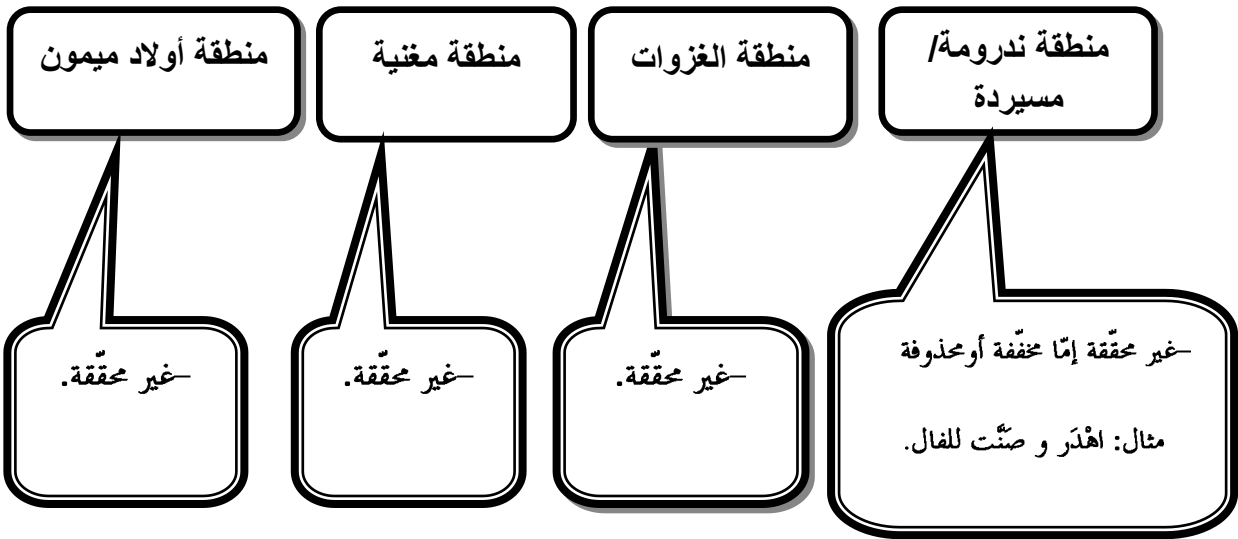 منطقة ندرومة/
مسيردة
منطقة الغزوات
منطقة مغنية
منطقة أولاد ميمون
–غير محقّقة إمّا مخفّفة أومحذوفة
مثال: اهْدَر و صَنَّت للفال.
–غير محقّقة.
–غير محقّقة.
–غير محقّقة.